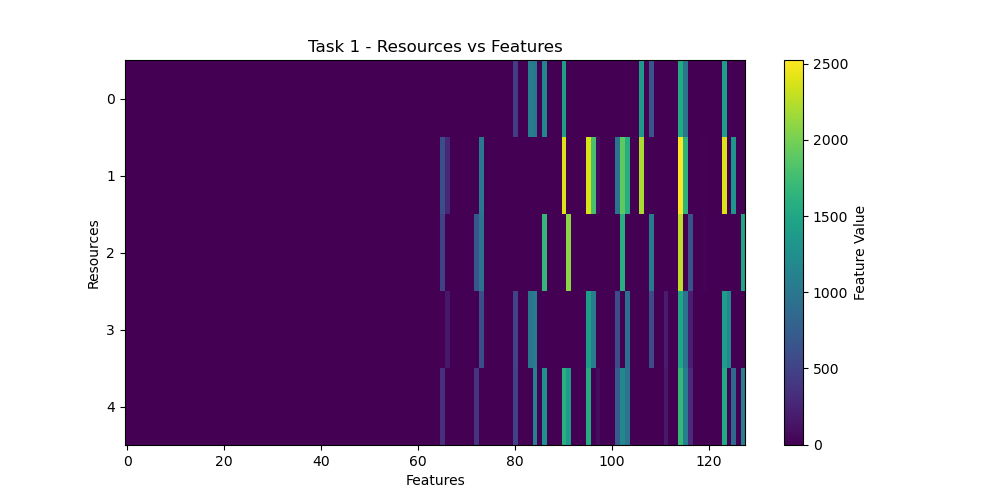 Task 1 - Resources vs Features
Resources
0
1
2
3
4
0 20 40 60 80 100 120
Features
2500
2000
1500
1000
500
0
Feature Value